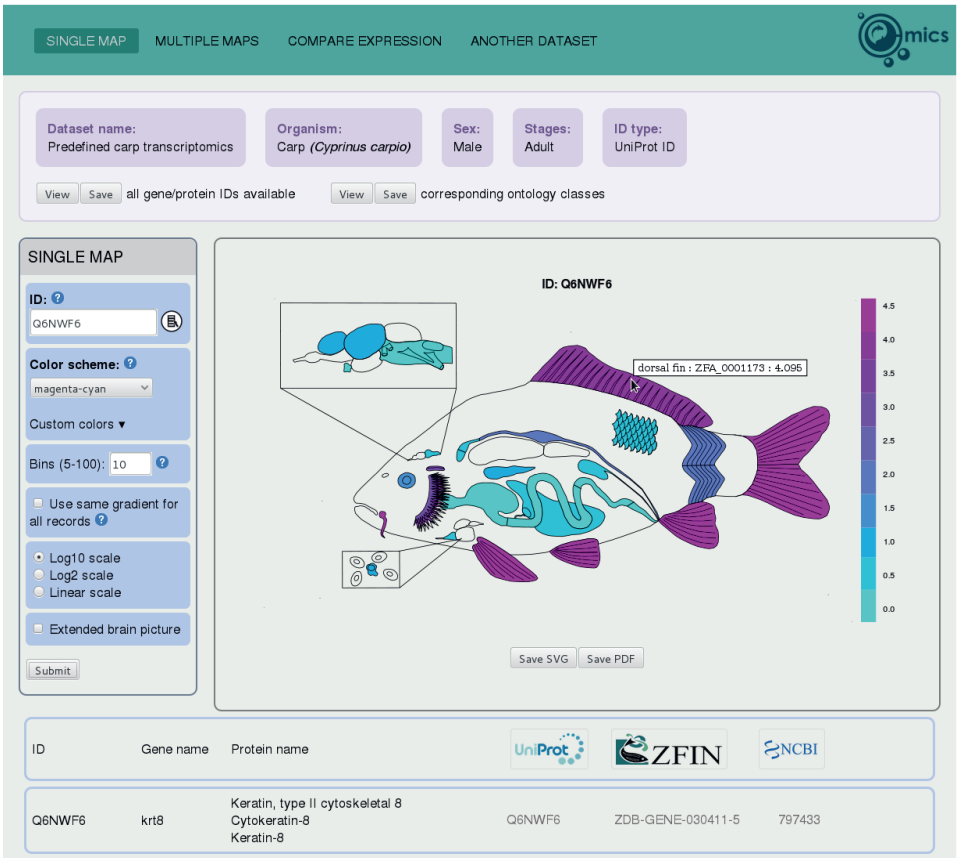 SINGLE MAP MULTIPLE MAPS COMPARE EXPRESSION ANOTHER DATASET
mics
Dataset name:
Predefined carp transcriptomics
Organism:
Carp (Cyprinus carpio)
Sex:
Male
Stages:
Adult
ID type:
UniProt ID
View Save all gene/protein IDs available View Save corresponding ontology classes
SINGLE MAP
ID: ?
Q6NWF6
Color scheme: ?
magenta-cyan
Custom colors ▼
Bins (5-100): 10 ?
Use same gradient for
all records ?
Log10 scale
Log2 scale
Linear scale
Extended brain picture
Submit
ID: Q6NWF6
dorsal fin : ZFA_0001173 : 4.095
4.5
4.0
3.5
3.0
2.5
2.0
1.5
1.0
0.5
0.0
Save SVG Save PDF
ID Gene name Protein name UniProt ZFIN NCBI
Q6NWF6 krt8
Keratin, type II cytoskeletal 8
Cytokeratin-8
Keratin-8
Q6NWF6 ZDB-GENE-030411-5 797433